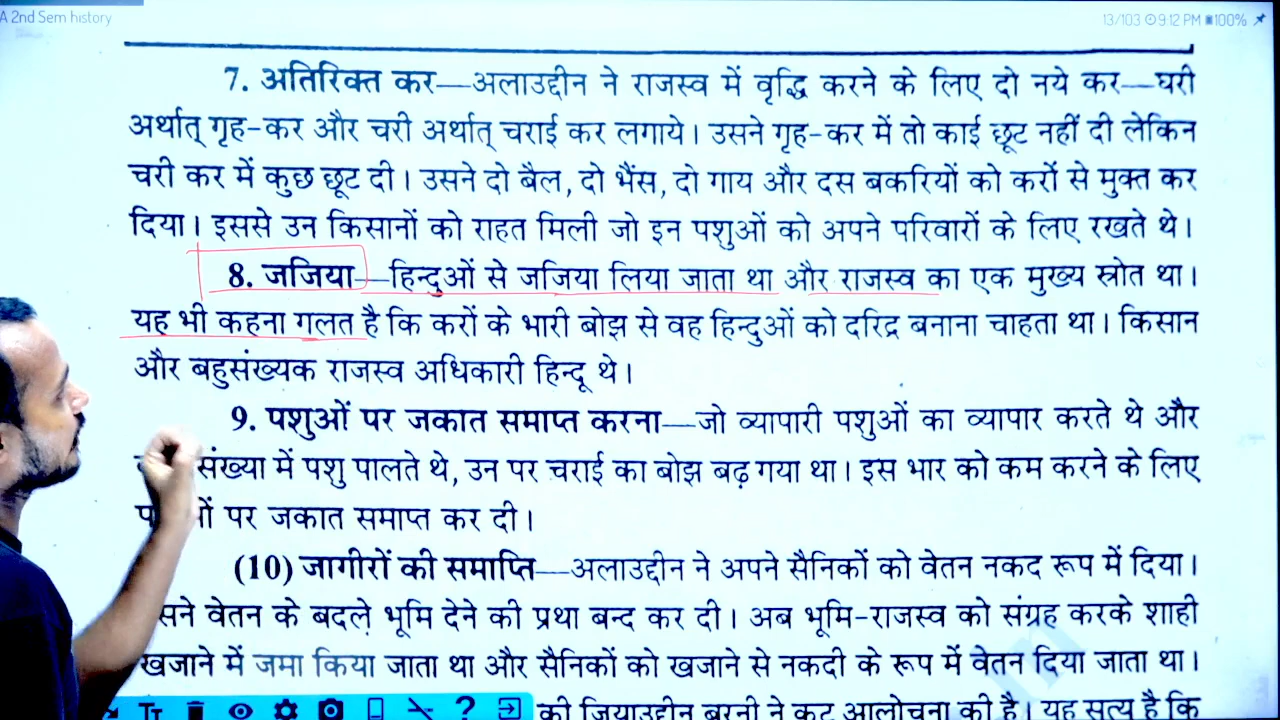 A 2nd Sem history
13/103 9:12 PM 100%
7. अतिरिक्त कर—अलाउद्दीन ने राजस्व में वृद्धि करने के लिए दो नये कर—घरी
अर्थात् गृह-कर और चरी अर्थात् चराई कर लगाये। उसने गृह-कर में तो काई छूट नहीं दी लेकिन
चरी कर में कुछ छूट दी। उसने दो बैल, दो भैंस, दो गाय और दस बकरियों को करों से मुक्त कर
दिया। इससे उन किसानों को राहत मिली जो इन पशुओं को अपने परिवारों के लिए रखते थे।
8. जजिया—हिन्दुओं से जजिया लिया जाता था और राजस्व का एक मुख्य स्रोत था।
यह भी कहना गलत है कि करों के भारी बोझ से वह हिन्दुओं को दरिद्र बनाना चाहता था। किसान
और बहुसंख्यक राजस्व अधिकारी हिन्दू थे।
9. पशुओं पर जकात समाप्त करना—जो व्यापारी पशुओं का व्यापार करते थे और
संख्या में पशु पालते थे, उन पर चराई का बोझ बढ़ गया था। इस भार को कम करने के लिए
पर जकात समाप्त कर दी।
(10) जागीरों की समाप्ति—अलाउद्दीन ने अपने सैनिकों को वेतन नकद रूप में दिया।
सने वेतन के बदले भूमि देने की प्रथा बन्द कर दी। अब भूमि-राजस्व को संग्रह करके शाही
खजाने में जमा किया जाता था और सैनिकों को खजाने से नकदी के रूप में वेतन दिया जाता था।
Tт ?
की जियाउद्दीन बरनी ने कटु आलोचना की है। यह सत्य है कि